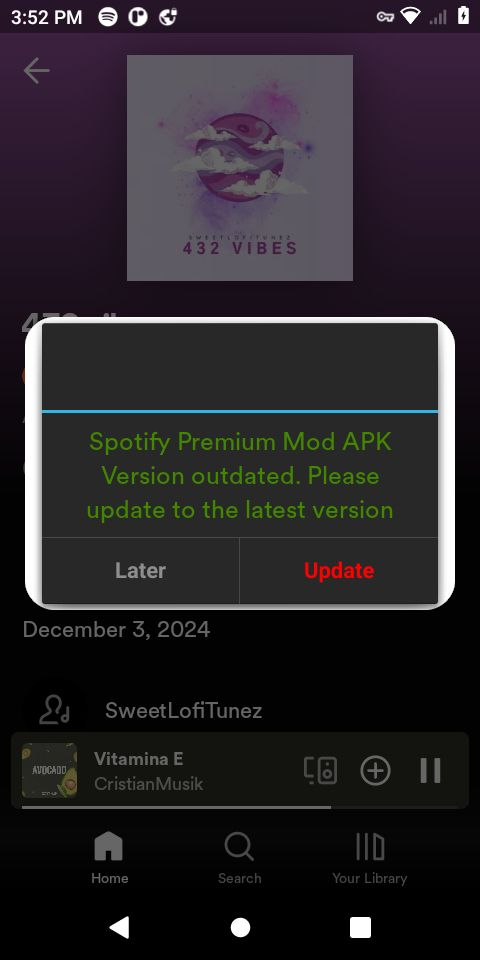 3:52 PM
SWEETLOFITUNEZ
432 VIBES
Spotify Premium Mod APK
Version outdated. Please
update to the latest version
Later
Update
December 3, 2024
SweetLofiTunez
AVOCADO
Vitamina E
CristianMusik
Home
Search
Your Library